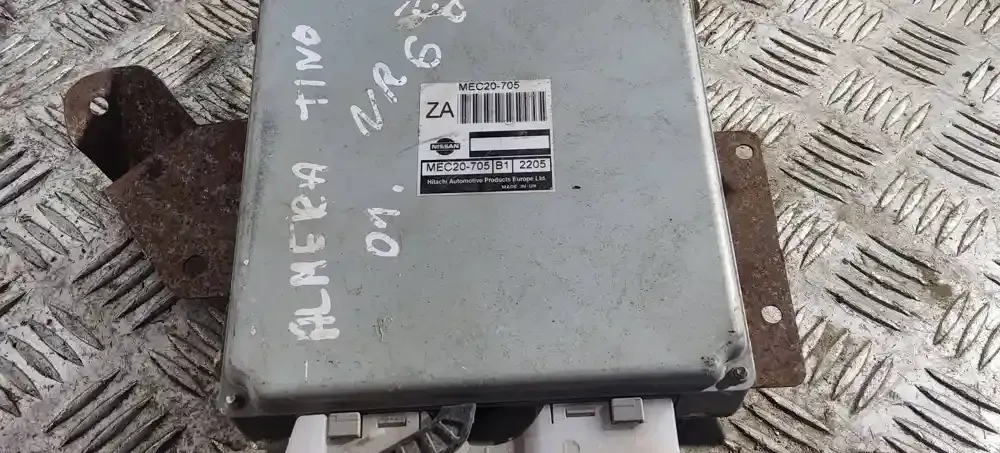 MEC20-705
ZA
NISSAN
MEC20-705 B1 2205
Hitachi Automotive Products Europe Ltd.
MADE IN UK
ALMERA TINO
01. NR6